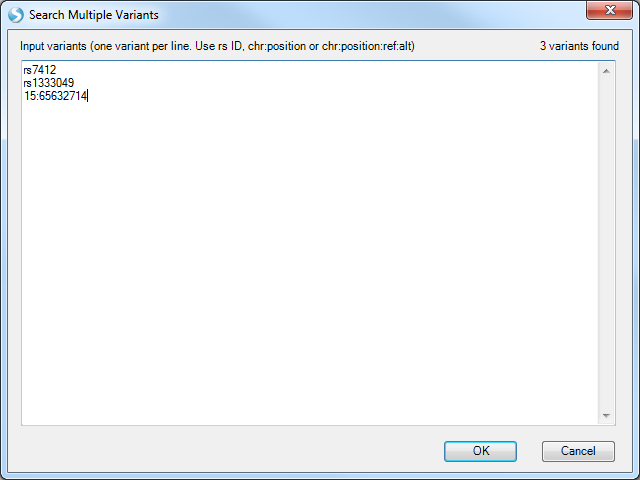 Search Multiple Variants
Input variants (one variant per line. Use rs ID, chr:position or chr:position:ref:alt) 3 variants found
rs7412
rs1333049
15:65632714
OK Cancel